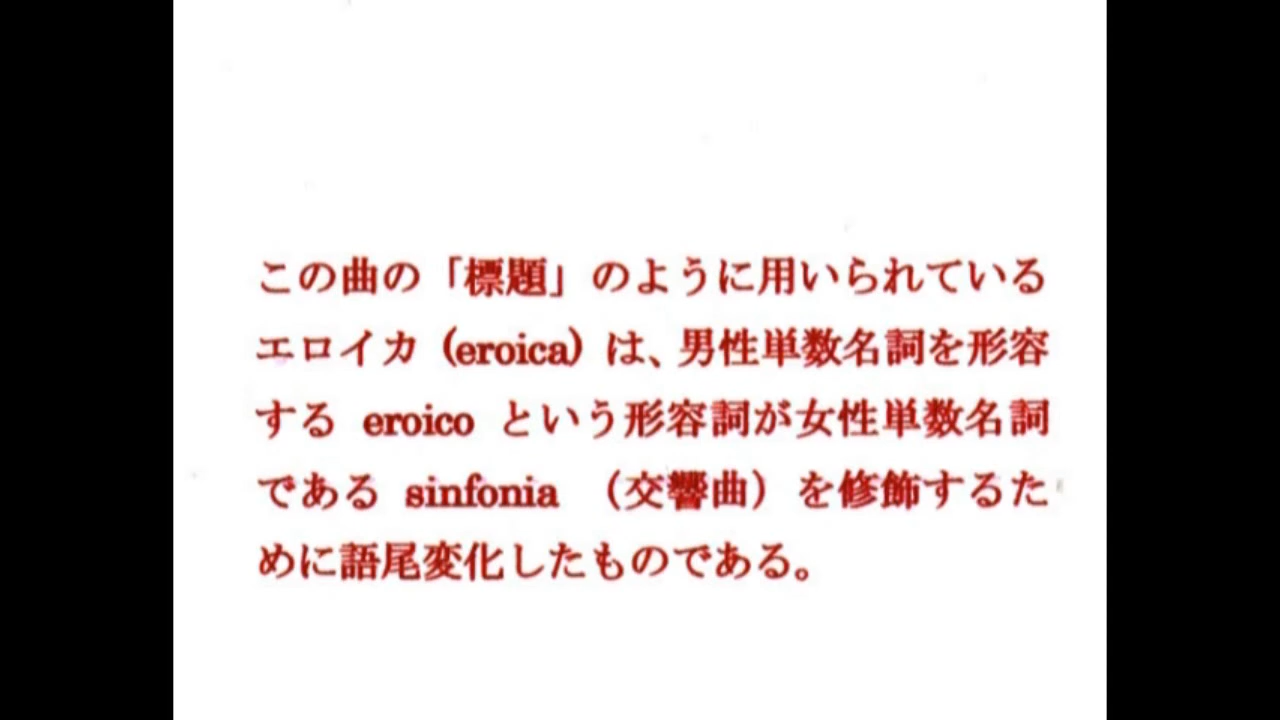 この曲の「標題」のように用いられている
エロイカ (eroica) は、男性単数名詞を形容
する eroico という形容詞が女性単数名詞
である sinfonia （交響曲）を修飾するた
めに語尾変化したものである。